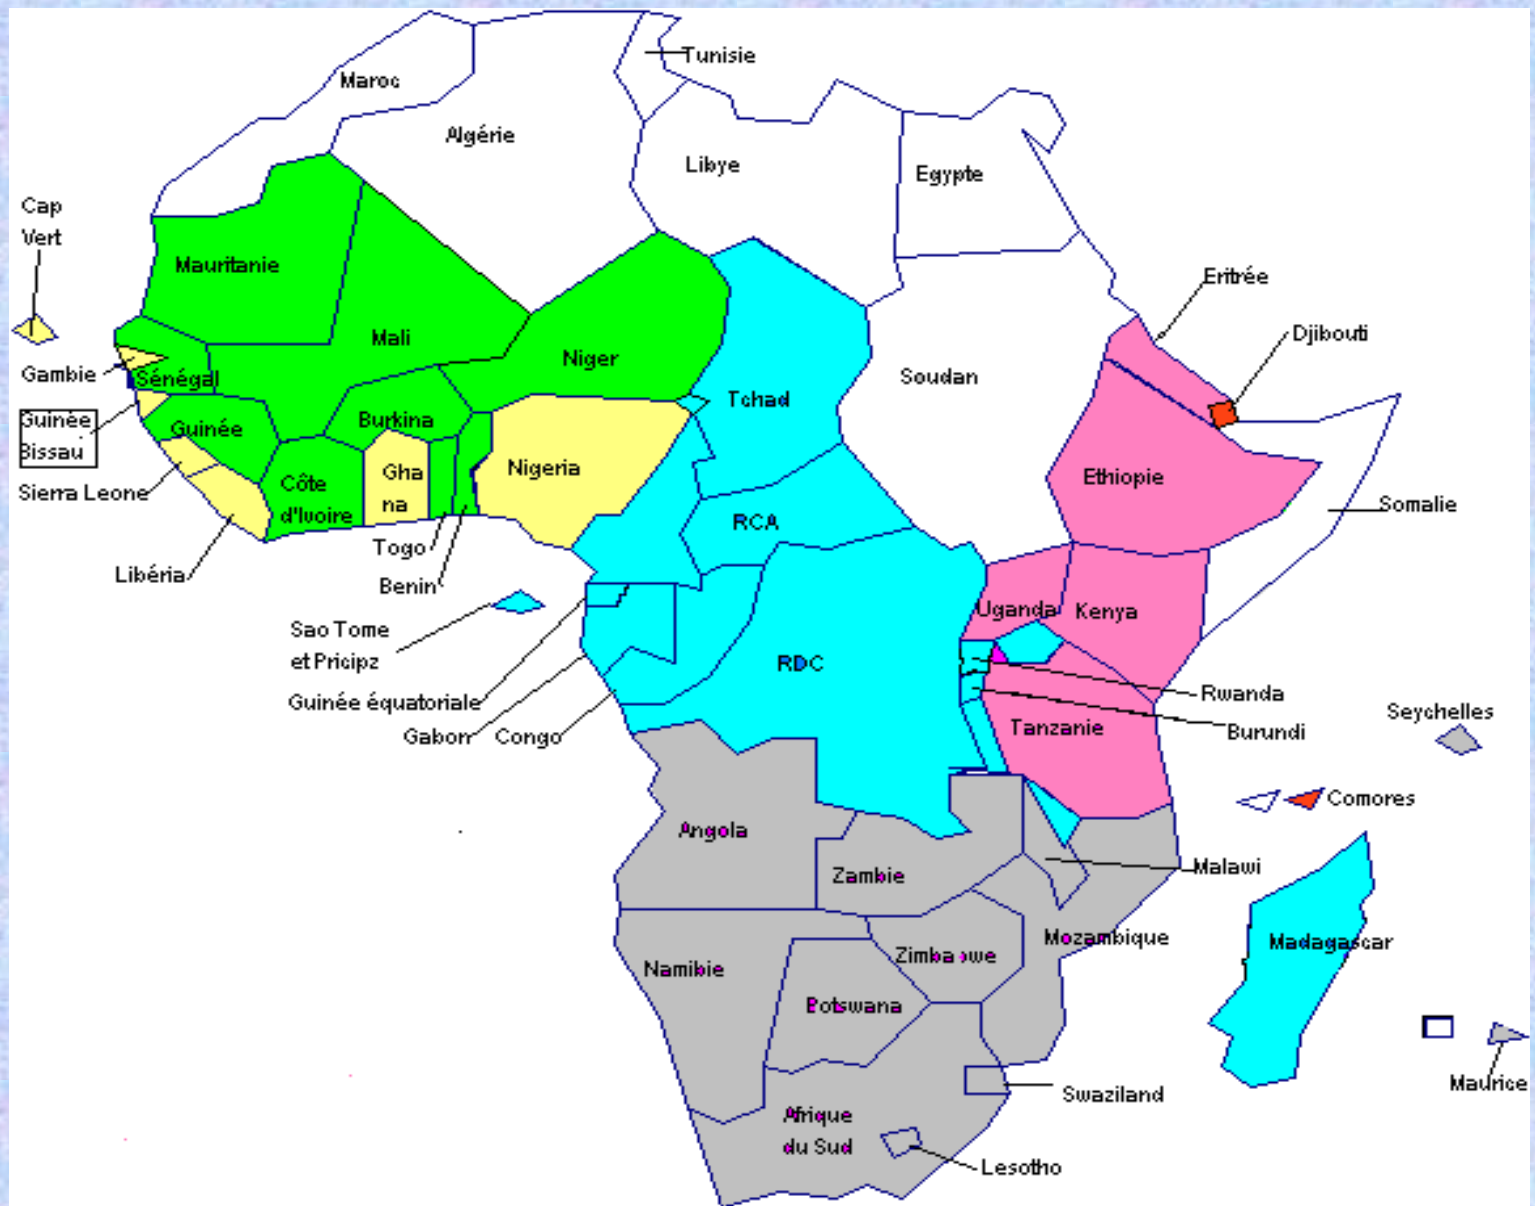 Tunisie
Maroc
Algérie
Libye
Egypte
Cap
Vert
Mauritanie
Eritrée
Djibouti
Mali
Niger
Gambie
Sénégal
Soudan
Tchad
Guinée
Bissau
Guinée
Burkina
Nigeria
Gha
na
Ethiopie
Sierra Leone
Côte
d'Ivoire
Somalie
RCA
Togo
Libéria
Benin
Uganda
Kenya
Sao Tome
et Pricipz
RDC
Guinée équatoriale
Rwanda
Gabon
Congo
Tanzanie
Burundi
Seychelles
Comores
Angola
Malawi
Zambie
Mozambique
Madagascar
Zimba we
Namibie
Botswana
Maurice
Swaziland
Afrique
du Sud
Lesotho